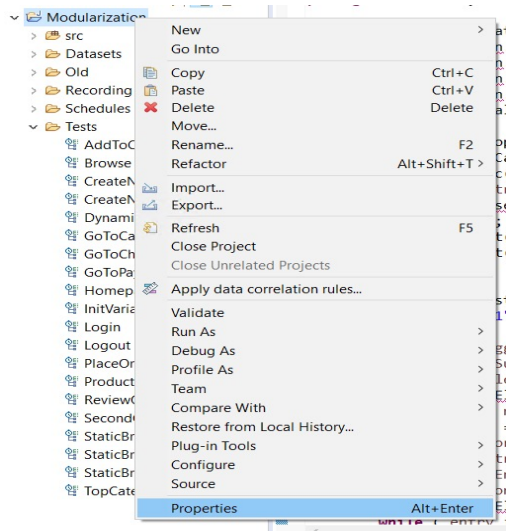 Modularization
src
Datasets
Old
Recording
Schedules
Tests
AddToC
Browse
CreateN
CreateN
Dynami
GoToCa
GoToCh
GoToPay
Homep
InitVaria
Login
Logout
PlaceOr
Product
Review
Second
StaticBr
StaticBr
StaticBr
TopCate
New >
Go Into
Copy Ctrl+C
Paste Ctrl+V
Delete Delete
Move...
Rename... F2
Refactor Alt+Shift+T >
Import...
Export...
Refresh F5
Close Project
Close Unrelated Projects
Apply data correlation rules...
Validate
Run As >
Debug As >
Profile As >
Team >
Compare With >
Restore from Local History...
Plug-in Tools >
Configure >
Source >
Properties Alt+Enter